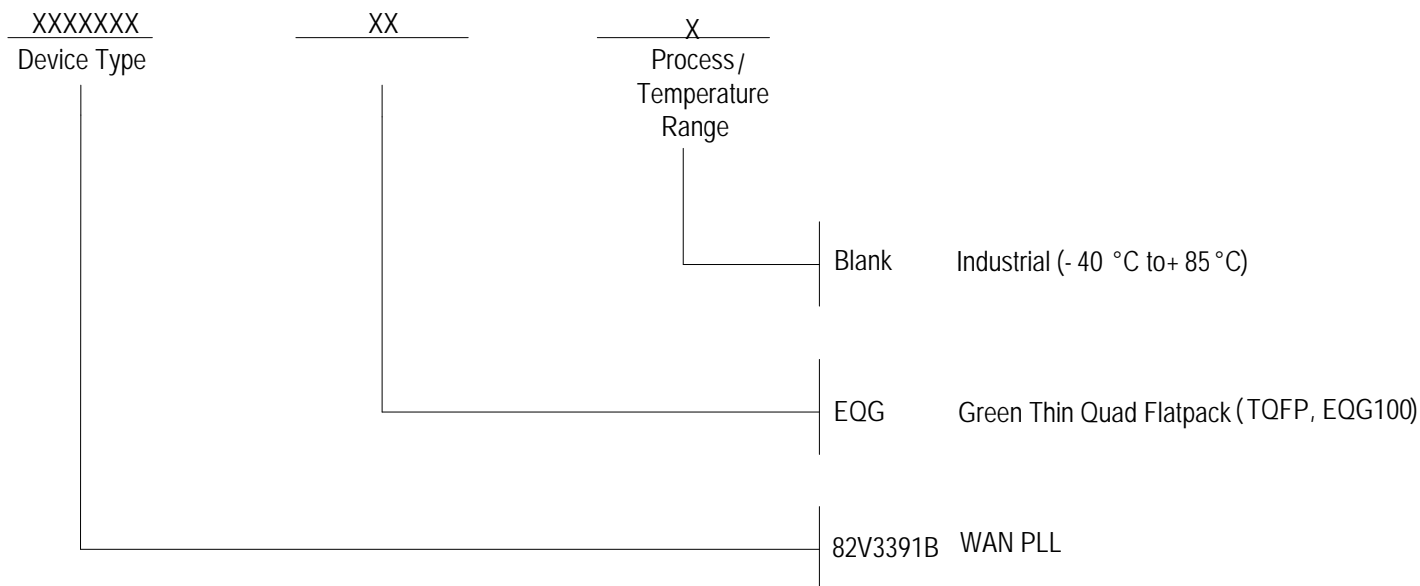 XXXXXXX XX X
Device Type Process/
Temperature
Range
Blank Industrial (- 40 °C to+ 85 °C)
EQG Green Thin Quad Flatpack (TQFP, EQG100)
82V3391B WAN PLL